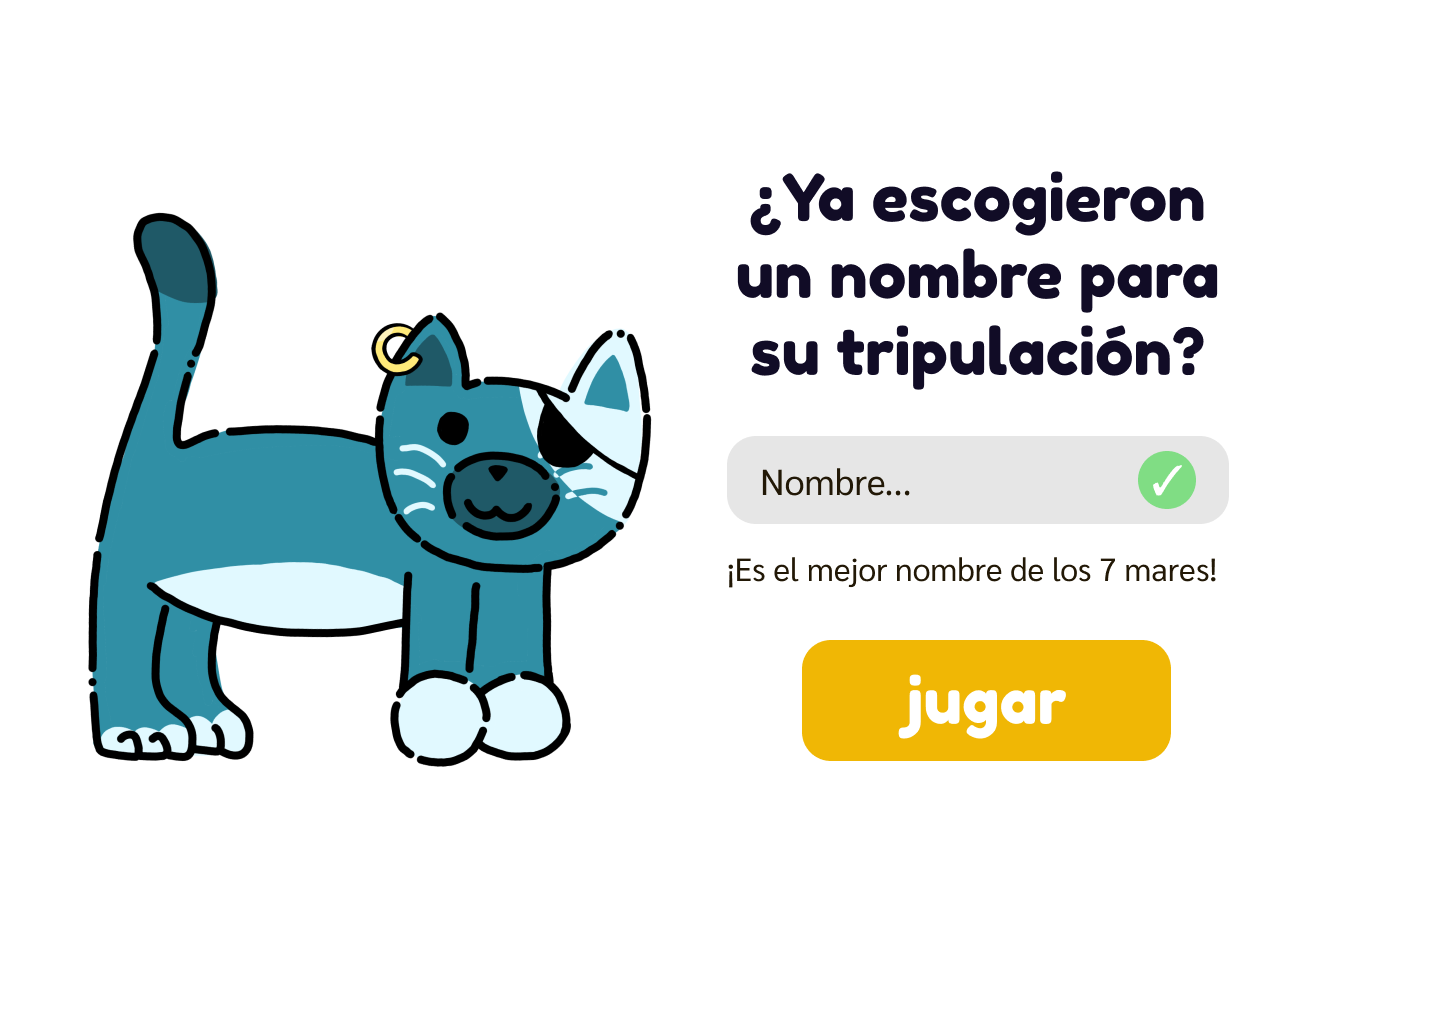 ¿Ya escogieron
un nombre para
su tripulación?
Nombre...
¡Es el mejor nombre de los 7 mares!
jugar